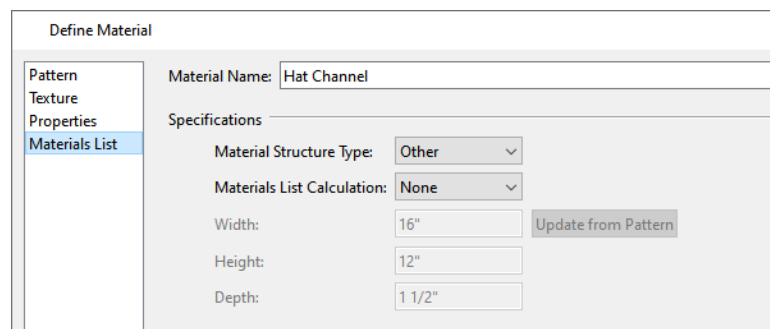 Define Material
Pattern
Texture
Properties
Materials List
Material Name: Hat Channel
Specifications
Material Structure Type: Other
Materials List Calculation: None
Width: 16" Update from Pattern
Height: 12"
Depth: 1 1/2"